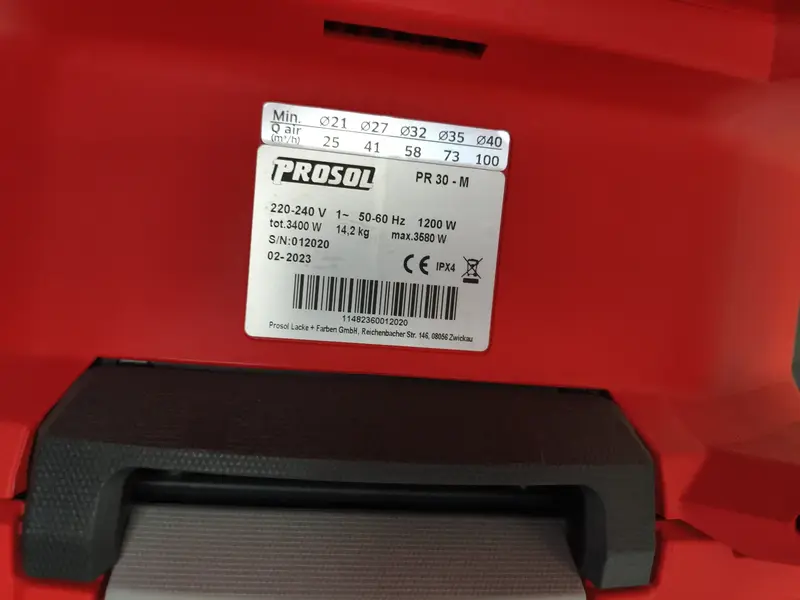 Min. Ø21 Ø27 Ø32 Ø35 Ø40
Q air
(m³/h) 25 41 58 73 100
PROSOL PR 30 - M
220-240 V 1~ 50-60 Hz 1200 W
tot.3400 W 14,2 kg max.3580 W
S/N:012020
02-2023
CE IPX4
11482360012020
Prosol Lacke + Farben GmbH, Reichenbacher Str. 146, 08056 Zwickau